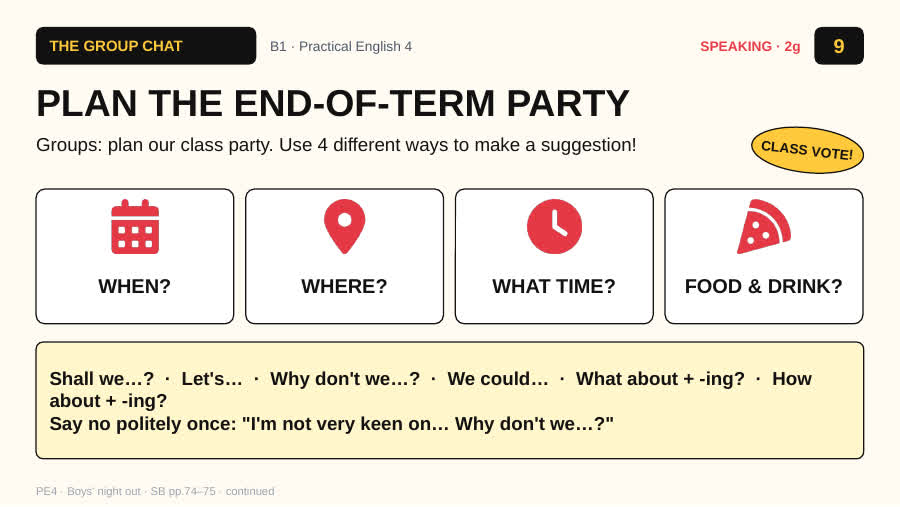 THE GROUP CHAT
B1 · Practical English 4
SPEAKING · 2g
9
PLAN THE END-OF-TERM PARTY
Groups: plan our class party. Use 4 different ways to make a suggestion!
CLASS VOTE!
WHEN?
WHERE?
WHAT TIME?
FOOD & DRINK?
Shall we…? · Let's… · Why don't we…? · We could… · What about + -ing? · How
about + -ing?
Say no politely once: "I'm not very keen on… Why don't we…?"
PE4 · Boys' night out · SB pp.74–75 · continued